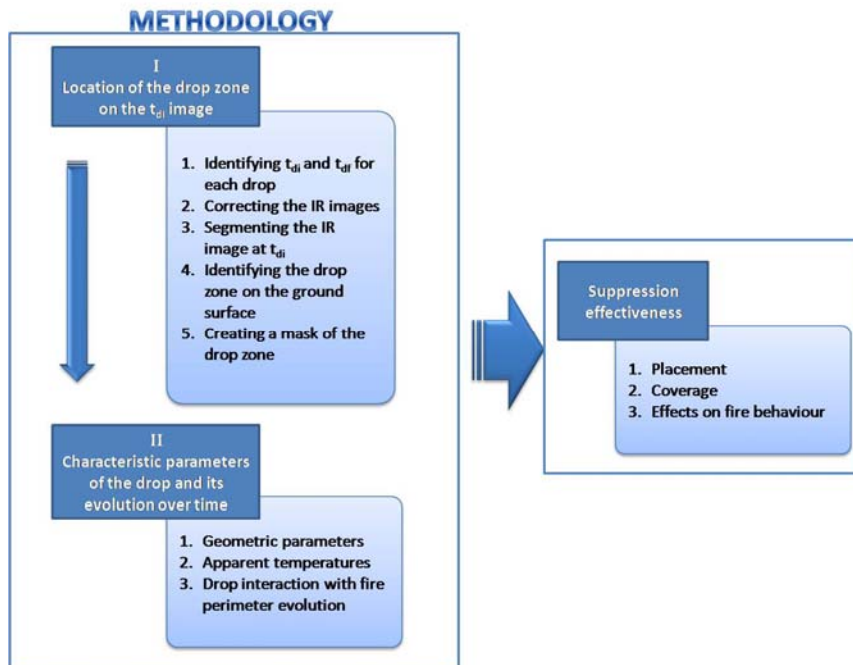 METHODOLOGY
I
Location of the drop zone
on the tdi image
1. Identifying tdi and tdf for
each drop
2. Correcting the IR images
3. Segmenting the IR
image at tdi
4. Identifying the drop
zone on the ground
surface
5. Creating a mask of the
drop zone
II
Characteristic parameters
of the drop and its
evolution over time
1. Geometric parameters
2. Apparent temperatures
3. Drop interaction with fire
perimeter evolution
Suppression
effectiveness
1. Placement
2. Coverage
3. Effects on fire behaviour